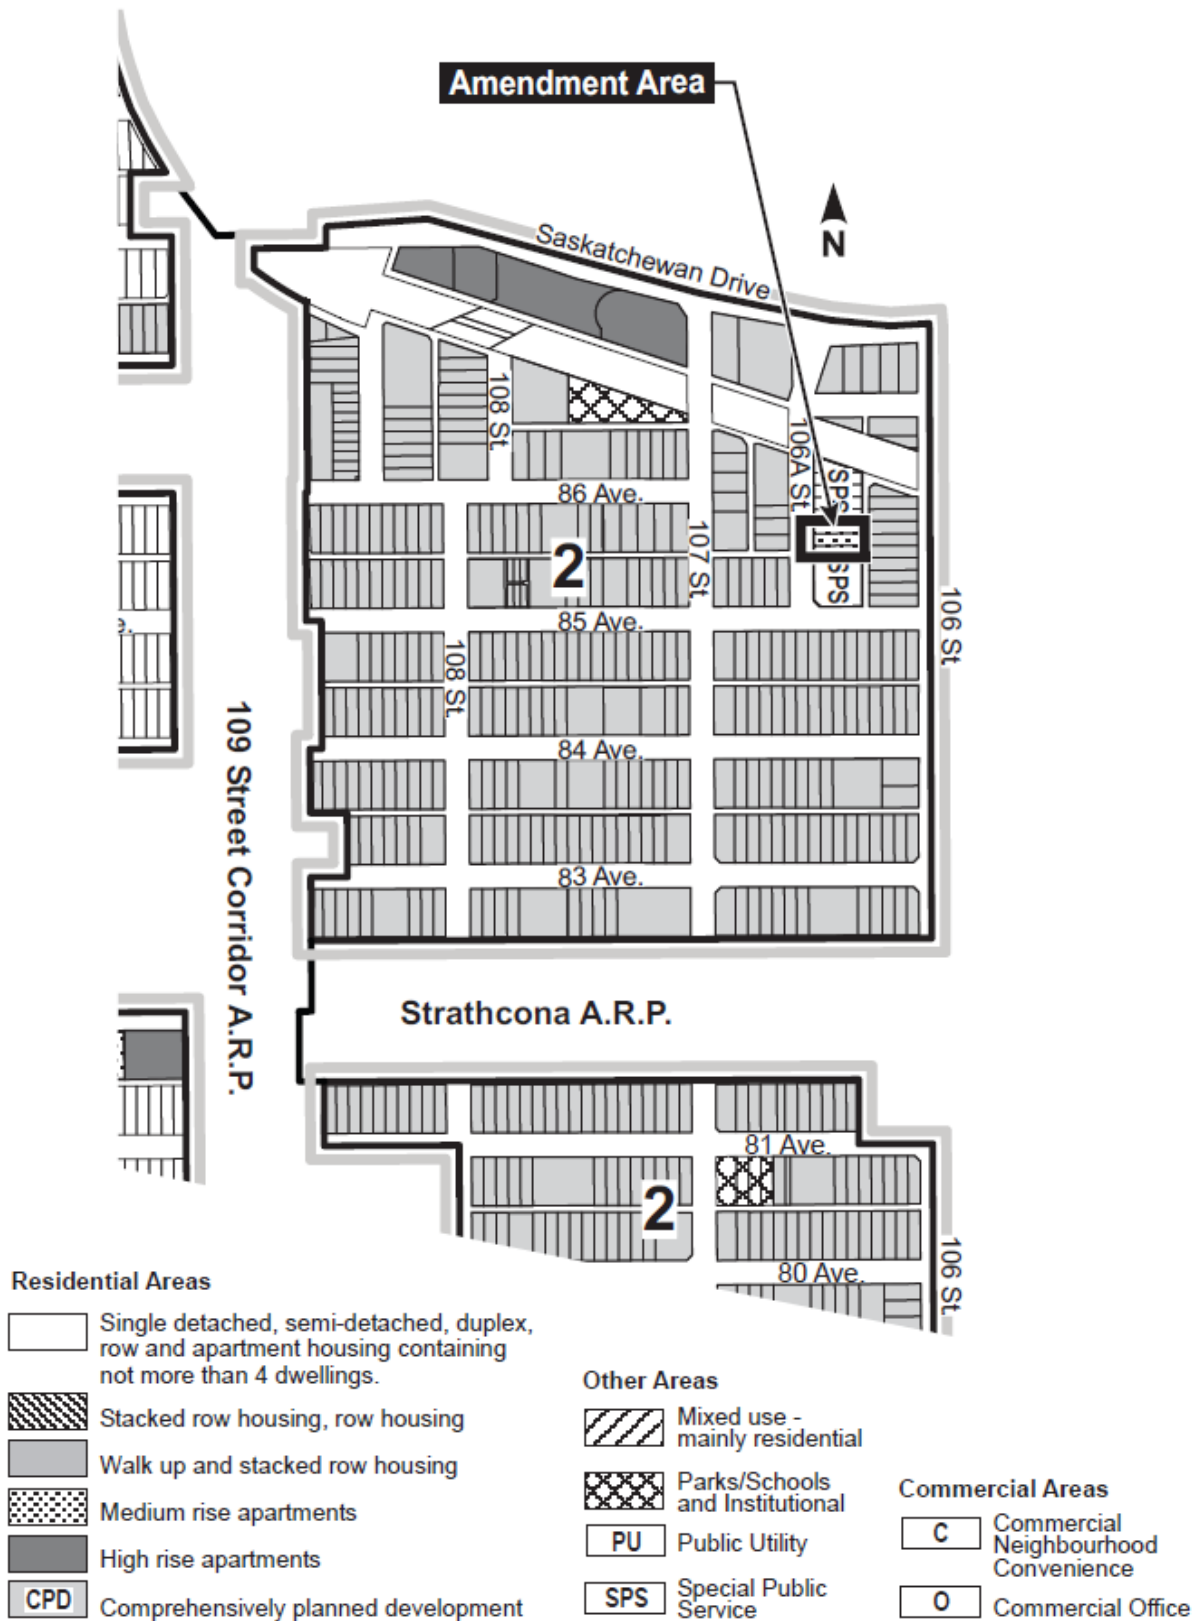 Amendment Area
Saskatchewan Drive
N
108 St.
106A St.
SPS
86 Ave.
107 St.
2
SPS
85 Ave.
106 St.
108 St.
84 Ave.
109 Street Corridor A.R.P.
83 Ave.
Strathcona A.R.P.
81 Ave.
2
80 Ave.
106 St.
Residential Areas
Single detached, semi-detached, duplex,
row and apartment housing containing
not more than 4 dwellings.
Stacked row housing, row housing
Walk up and stacked row housing
Medium rise apartments
High rise apartments
CPD Comprehensively planned development
Other Areas
Mixed use -
mainly residential
Parks/Schools
and Institutional
PU Public Utility
SPS Special Public
Service
Commercial Areas
C Commercial
Neighbourhood
Convenience
O Commercial Office